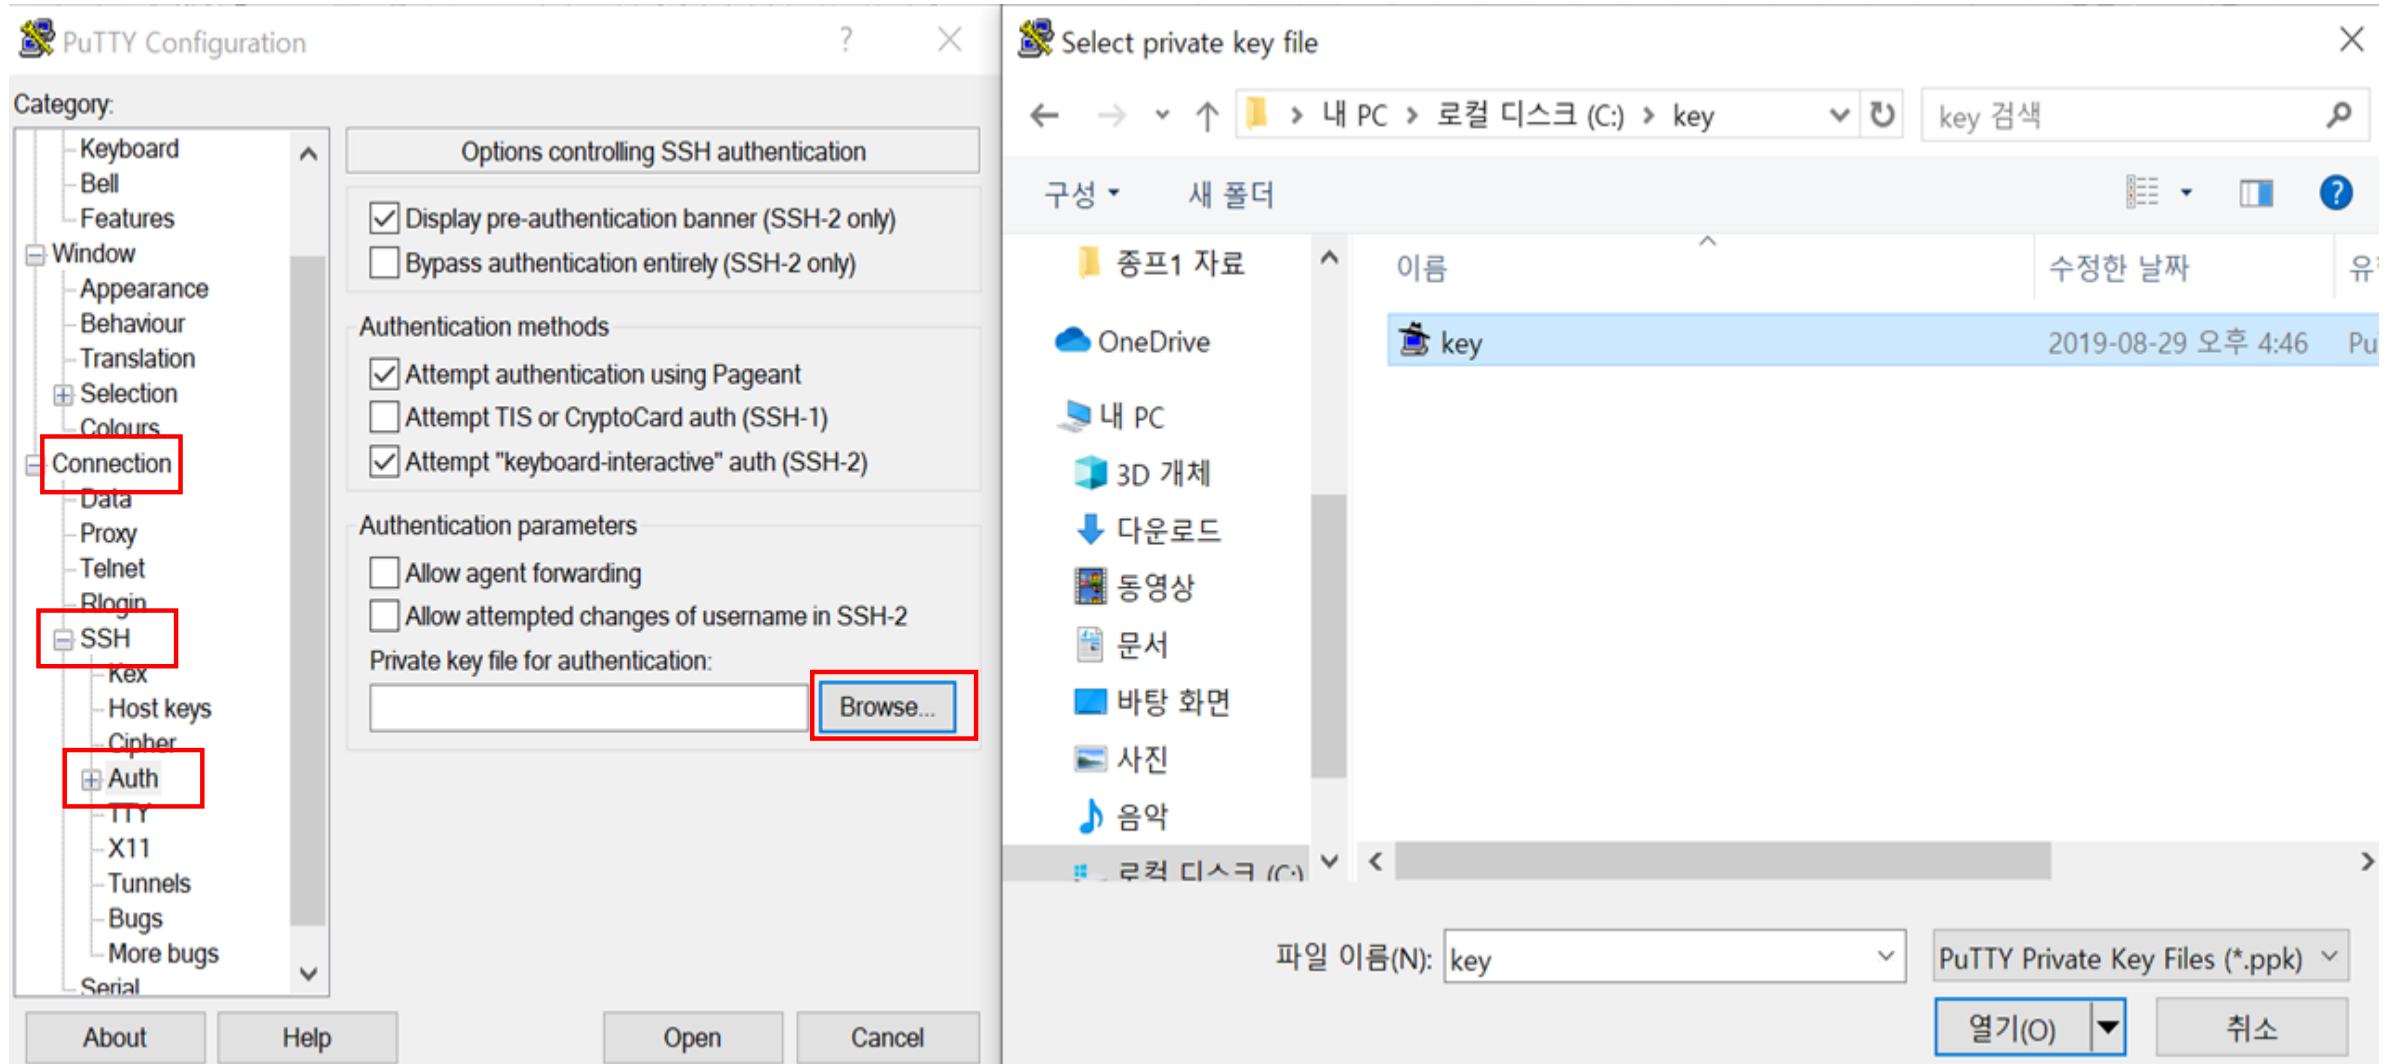 PuTTY Configuration
?
Category:
Keyboard
Bell
Features
Window
Appearance
Behaviour
Translation
Selection
Colours
Connection
Data
Proxy
Telnet
Rlogin
SSH
Kex
Host keys
Cipher
Auth
TTY
X11
Tunnels
Bugs
More bugs
Serial
Options controlling SSH authentication
Display pre-authentication banner (SSH-2 only)
Bypass authentication entirely (SSH-2 only)
Authentication methods
Attempt authentication using Pageant
Attempt TIS or CryptoCard auth (SSH-1)
Attempt "keyboard-interactive" auth (SSH-2)
Authentication parameters
Allow agent forwarding
Allow attempted changes of username in SSH-2
Private key file for authentication:
Browse...
About
Help
Open
Cancel
Select private key file
내 PC > 로컬 디스크 (C:) > key
key 검색
구성
새 폴더
?
종프1 자료
OneDrive
내 PC
3D 개체
다운로드
동영상
문서
바탕 화면
사진
음악
로컬 디스크 (C:)
이름 수정한 날짜 유
key 2019-08-29 오후 4:46 Pu
파일 이름(N): key
PuTTY Private Key Files (*.ppk)
열기(O)
취소